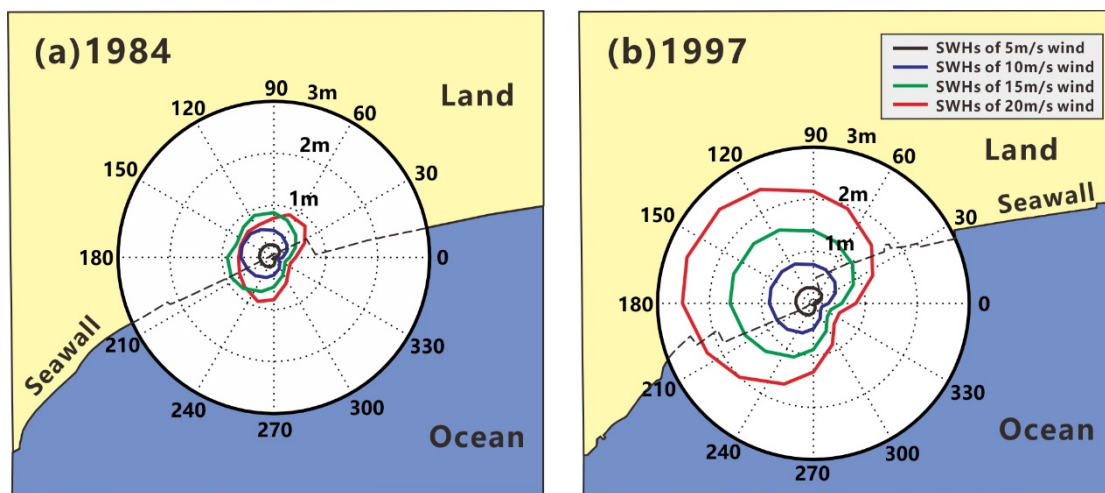 (a)1984
90
3m
120
60
Land
150
2m
30
1m
180
0
210
330
Seawall
240
300
270
Ocean
(b)1997
SWHs of 5m/s wind
SWHs of 10m/s wind
SWHs of 15m/s wind
SWHs of 20m/s wind
90
3m
120
60
Land
150
2m
Seawall
30
1m
180
0
210
330
240
300
270
Ocean